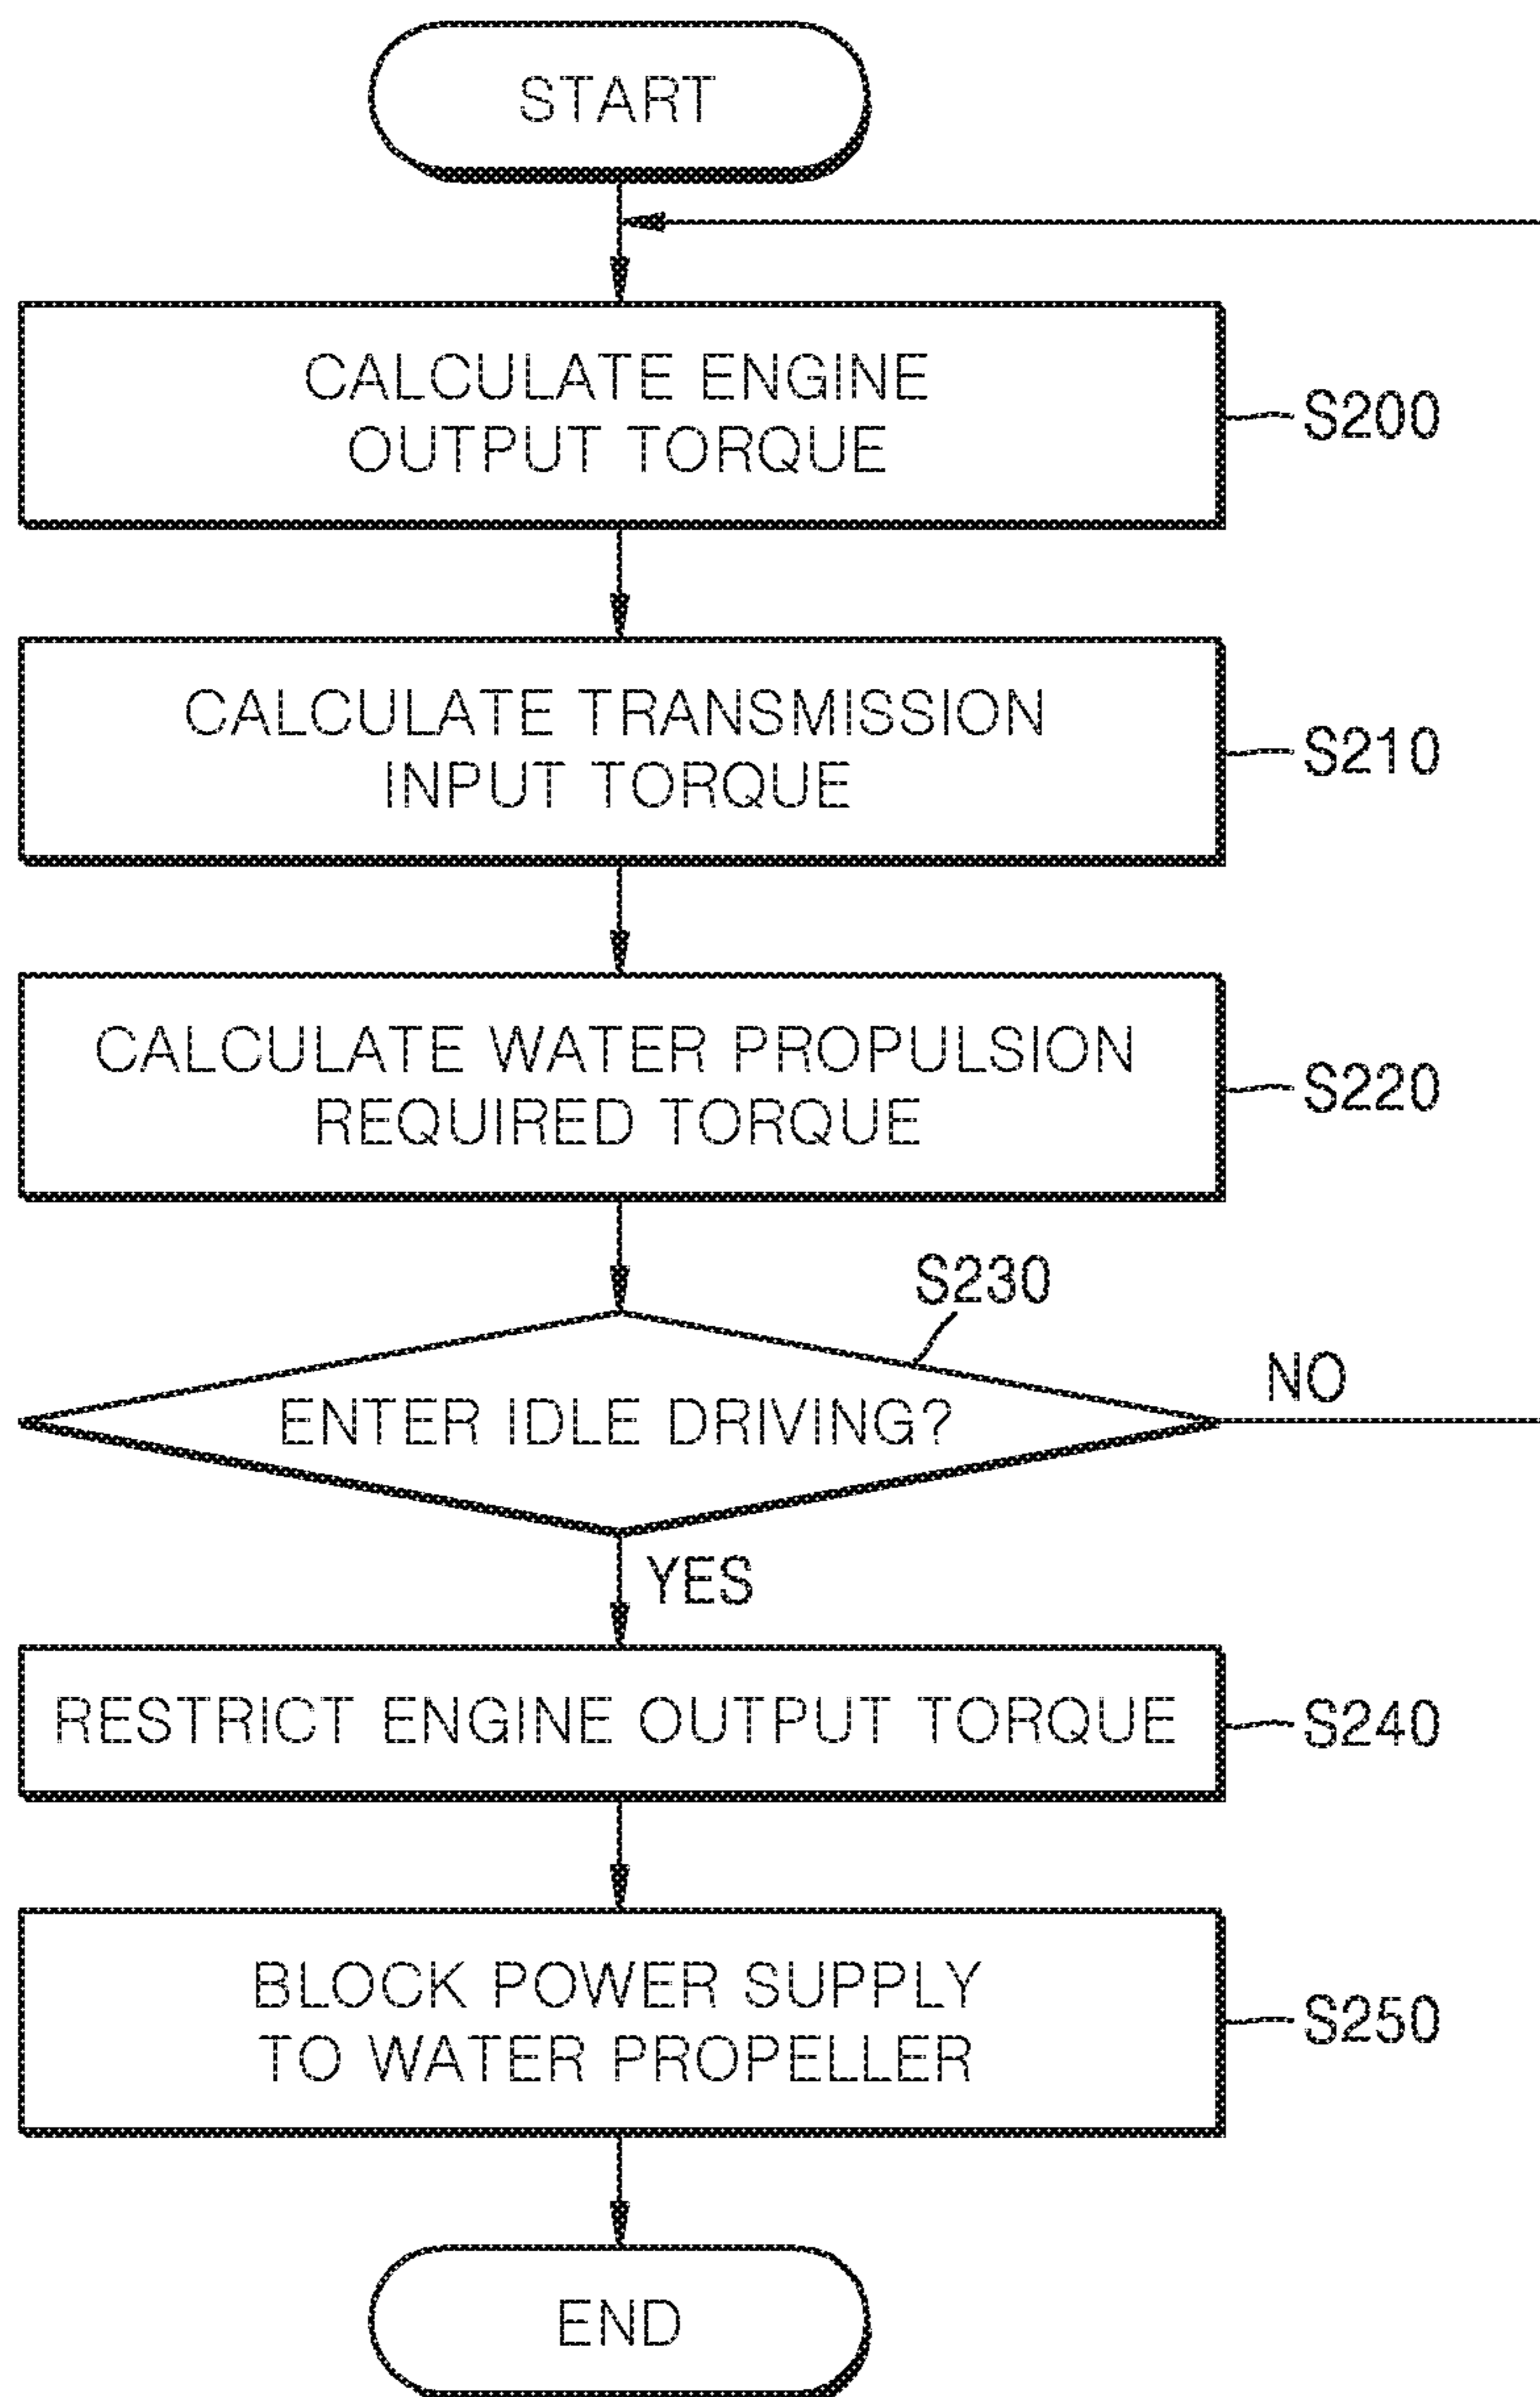 START
CALCULATE ENGINE
OUTPUT TORQUE
S200
CALCULATE TRANSMISSION
INPUT TORQUE
S210
CALCULATE WATER PROPULSION
REQUIRED TORQUE
S220
S230
ENTER IDLE DRIVING?
NO
YES
RESTRICT ENGINE OUTPUT TORQUE
S240
BLOCK POWER SUPPLY
TO WATER PROPELLER
S250
END